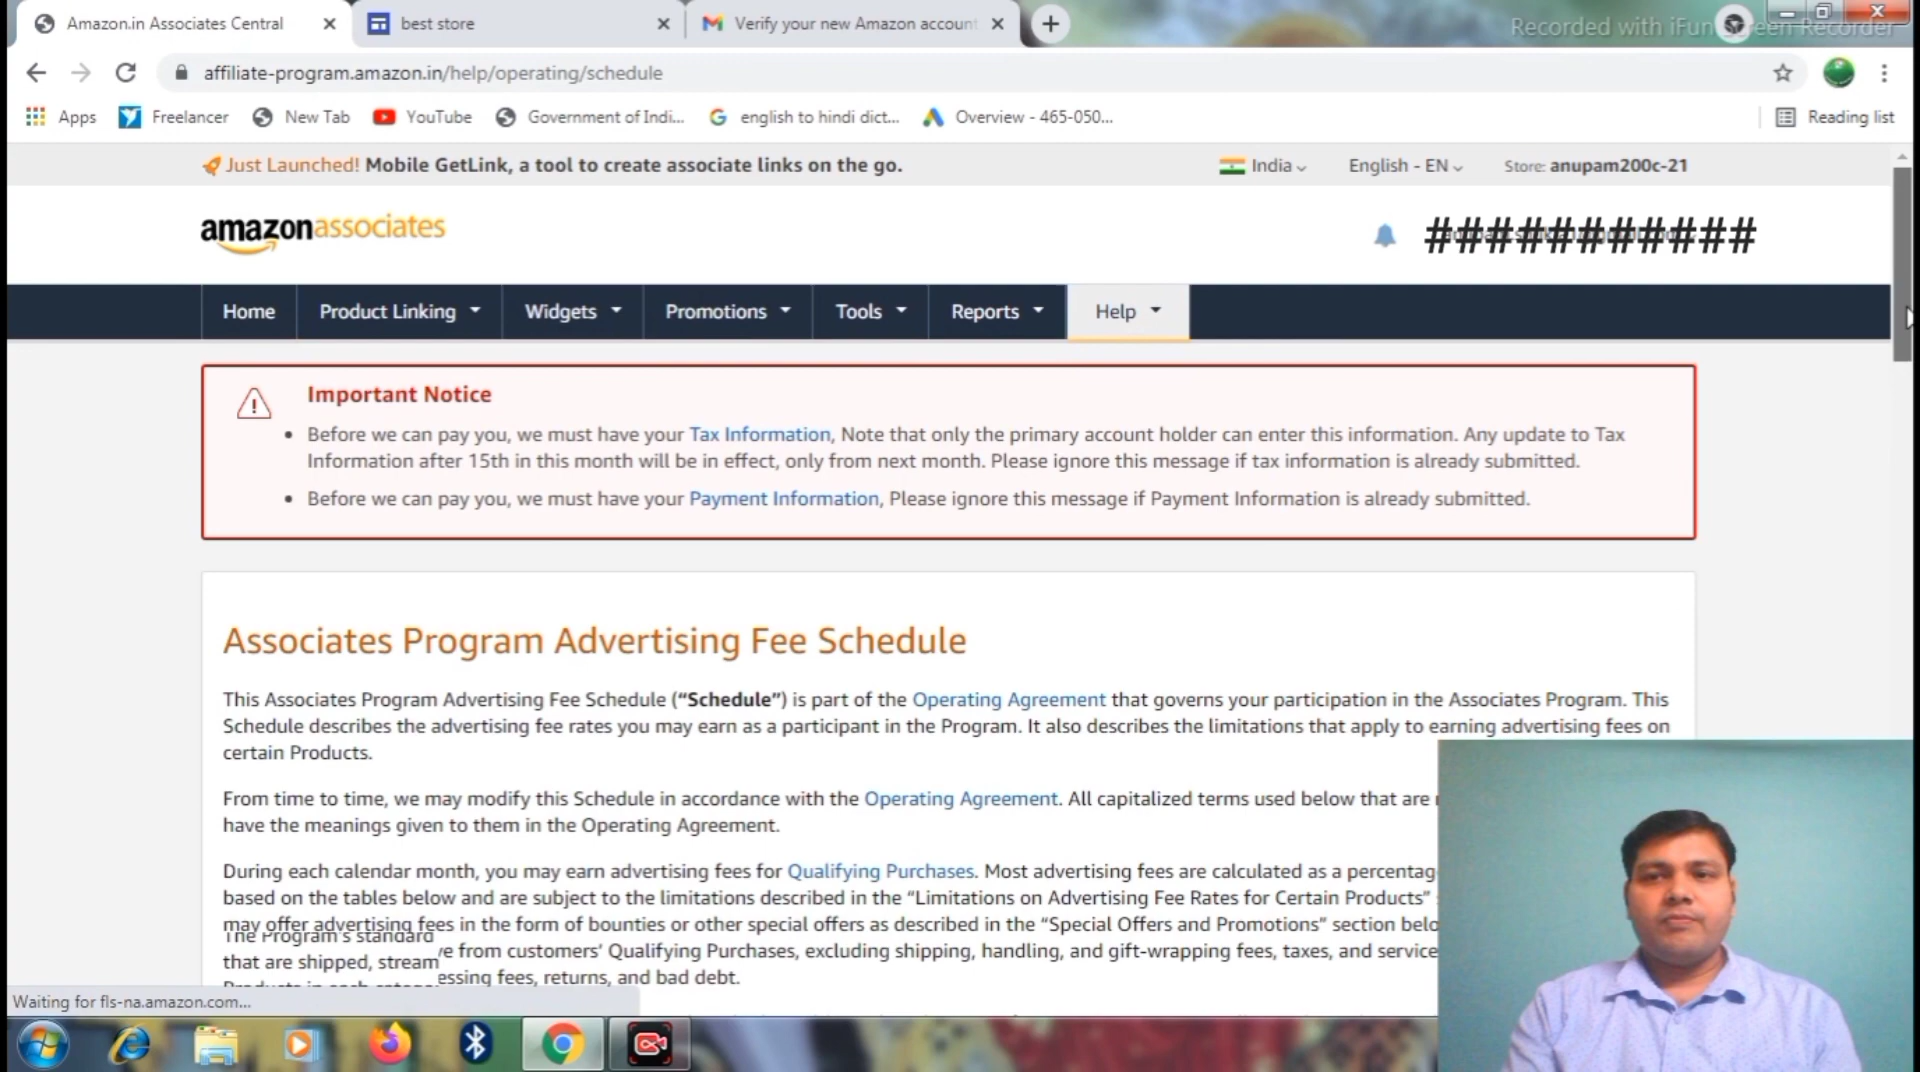 Amazon.in Associates Central
best store
Verify your new Amazon account
Recorded with iFun Screen Recorder
affiliate-program.amazon.in/help/operating/schedule
Apps
Freelancer
New Tab
YouTube
Government of Indi...
english to hindi dict...
Overview - 465-050...
Reading list
Just Launched! Mobile GetLink, a tool to create associate links on the go.
India
English - EN
Store: anupam200c-21
amazonassociates
###########
Home
Product Linking
Widgets
Promotions
Tools
Reports
Help
Important Notice
• Before we can pay you, we must have your Tax Information, Note that only the primary account holder can enter this information. Any update to Tax
Information after 15th in this month will be in effect, only from next month. Please ignore this message if tax information is already submitted.
• Before we can pay you, we must have your Payment Information, Please ignore this message if Payment Information is already submitted.
Associates Program Advertising Fee Schedule
This Associates Program Advertising Fee Schedule (“Schedule”) is part of the Operating Agreement that governs your participation in the Associates Program. This
Schedule describes the advertising fee rates you may earn as a participant in the Program. It also describes the limitations that apply to earning advertising fees on
certain Products.
From time to time, we may modify this Schedule in accordance with the Operating Agreement. All capitalized terms used below that are
have the meanings given to them in the Operating Agreement.
During each calendar month, you may earn advertising fees for Qualifying Purchases. Most advertising fees are calculated as a percentag
based on the tables below and are subject to the limitations described in the “Limitations on Advertising Fee Rates for Certain Products”
may offer advertising fees in the form of bounties or other special offers as described in the “Special Offers and Promotions” section belo
The Program's standard
ve from customers’ Qualifying Purchases, excluding shipping, handling, and gift-wrapping fees, taxes, and service
that are shipped, stream
essing fees, returns, and bad debt.
Waiting for fls-na.amazon.com...